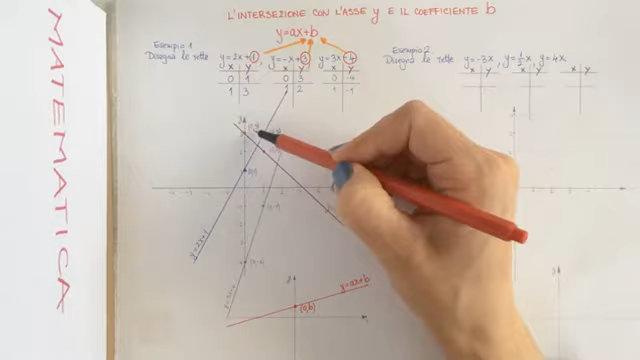 MATEMATICA
L'INTERSEZIONE CON L'ASSE y E IL COEFFICIENTE b
y=ax+b
Esempio 1
Disegna le rette
y=2x+1, y=-x+3, y=3x-4
x y x y x y
0 1 0 3 0 -4
1 3 1 2 1 -1
Esempio 2
Disegna le rette
y=-3x, y=1/2x, y=4x
x y x y x y
y=2x+1
y=ax+b
(0,b)